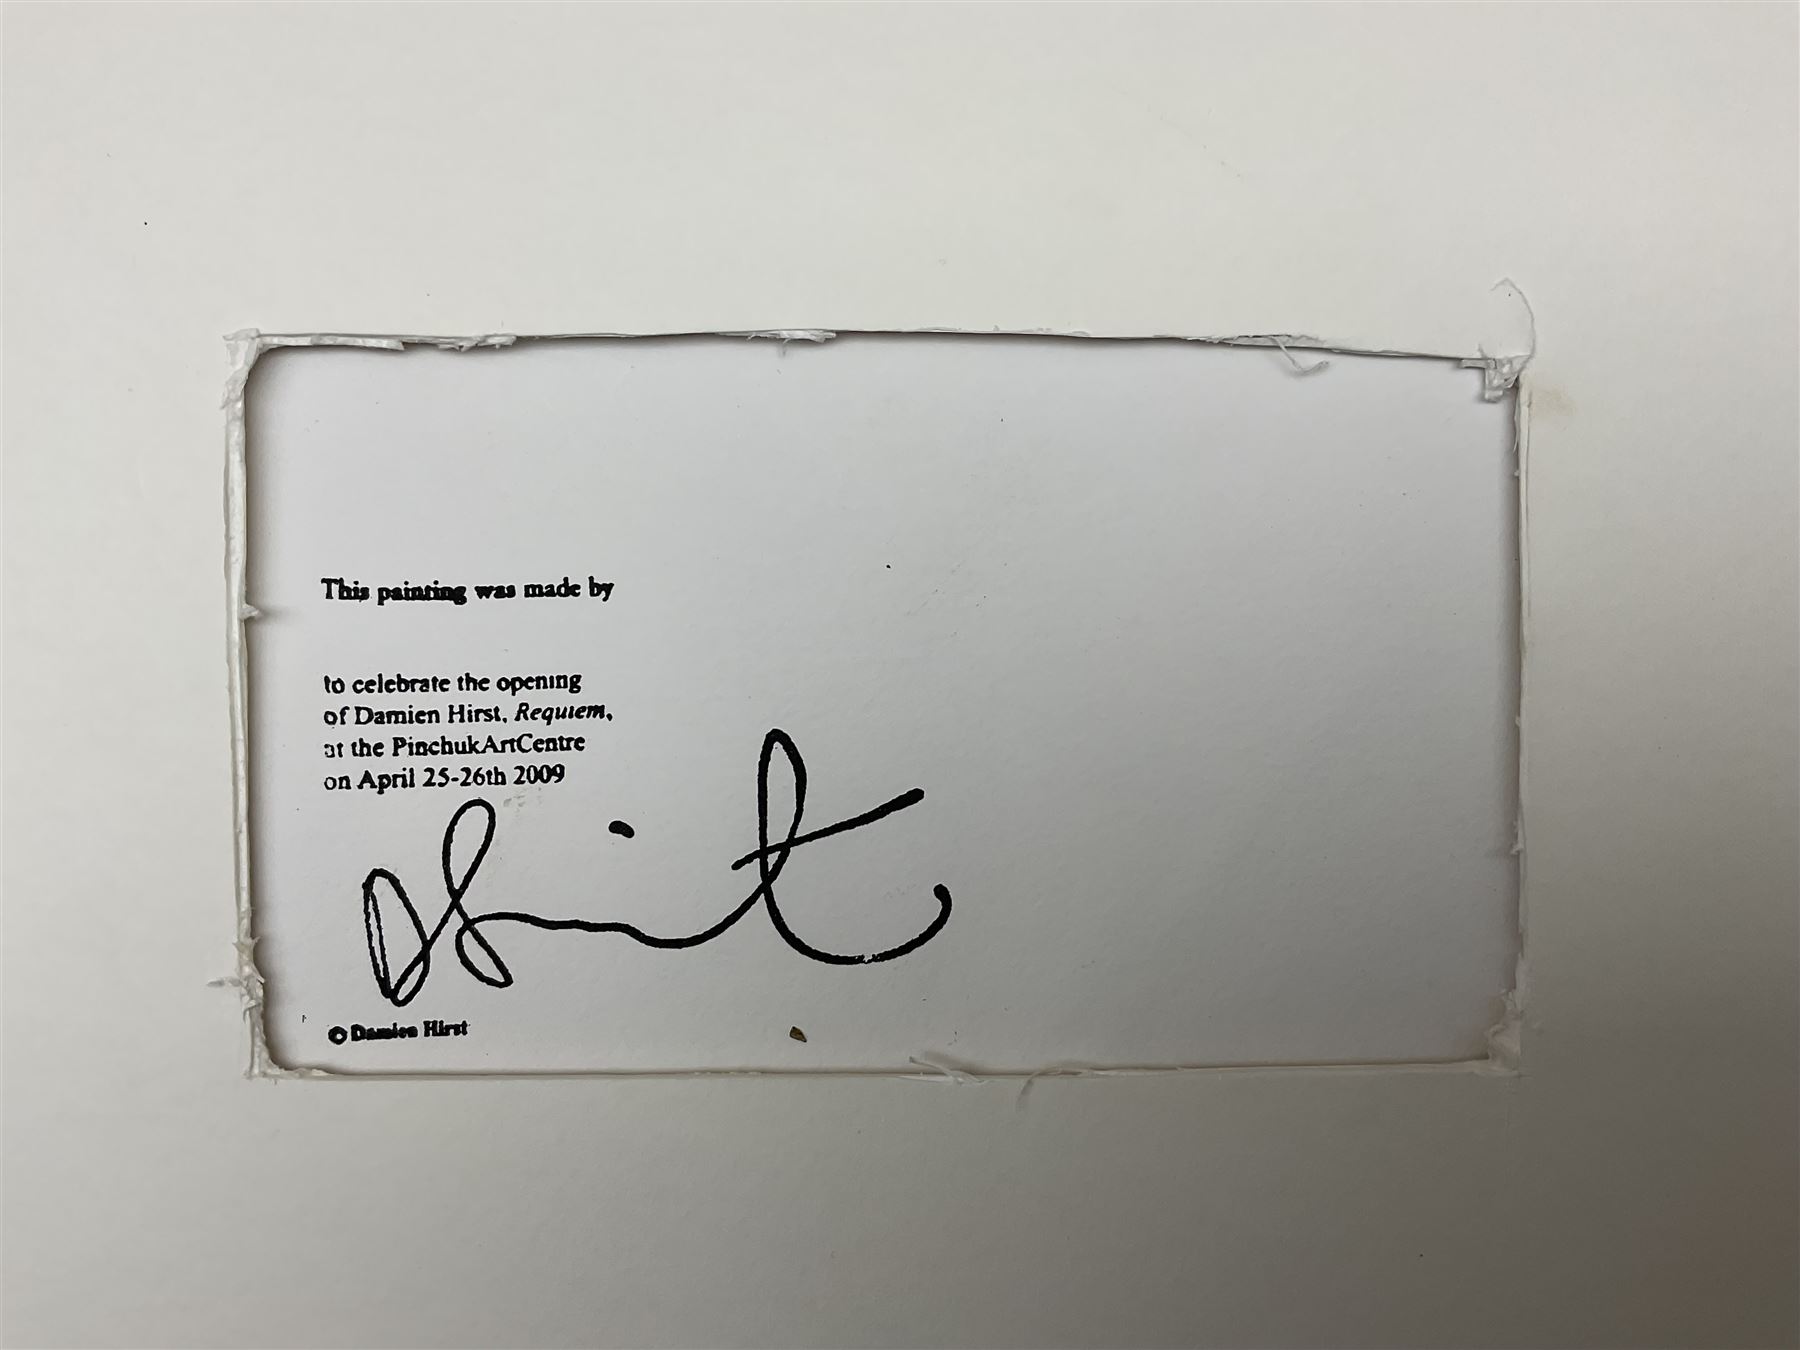 This painting was made by
to celebrate the opening
of Damien Hirst, Requiem,
at the PinchukArtCentre
on April 25-26th 2009
DHirst
© Damien Hirst